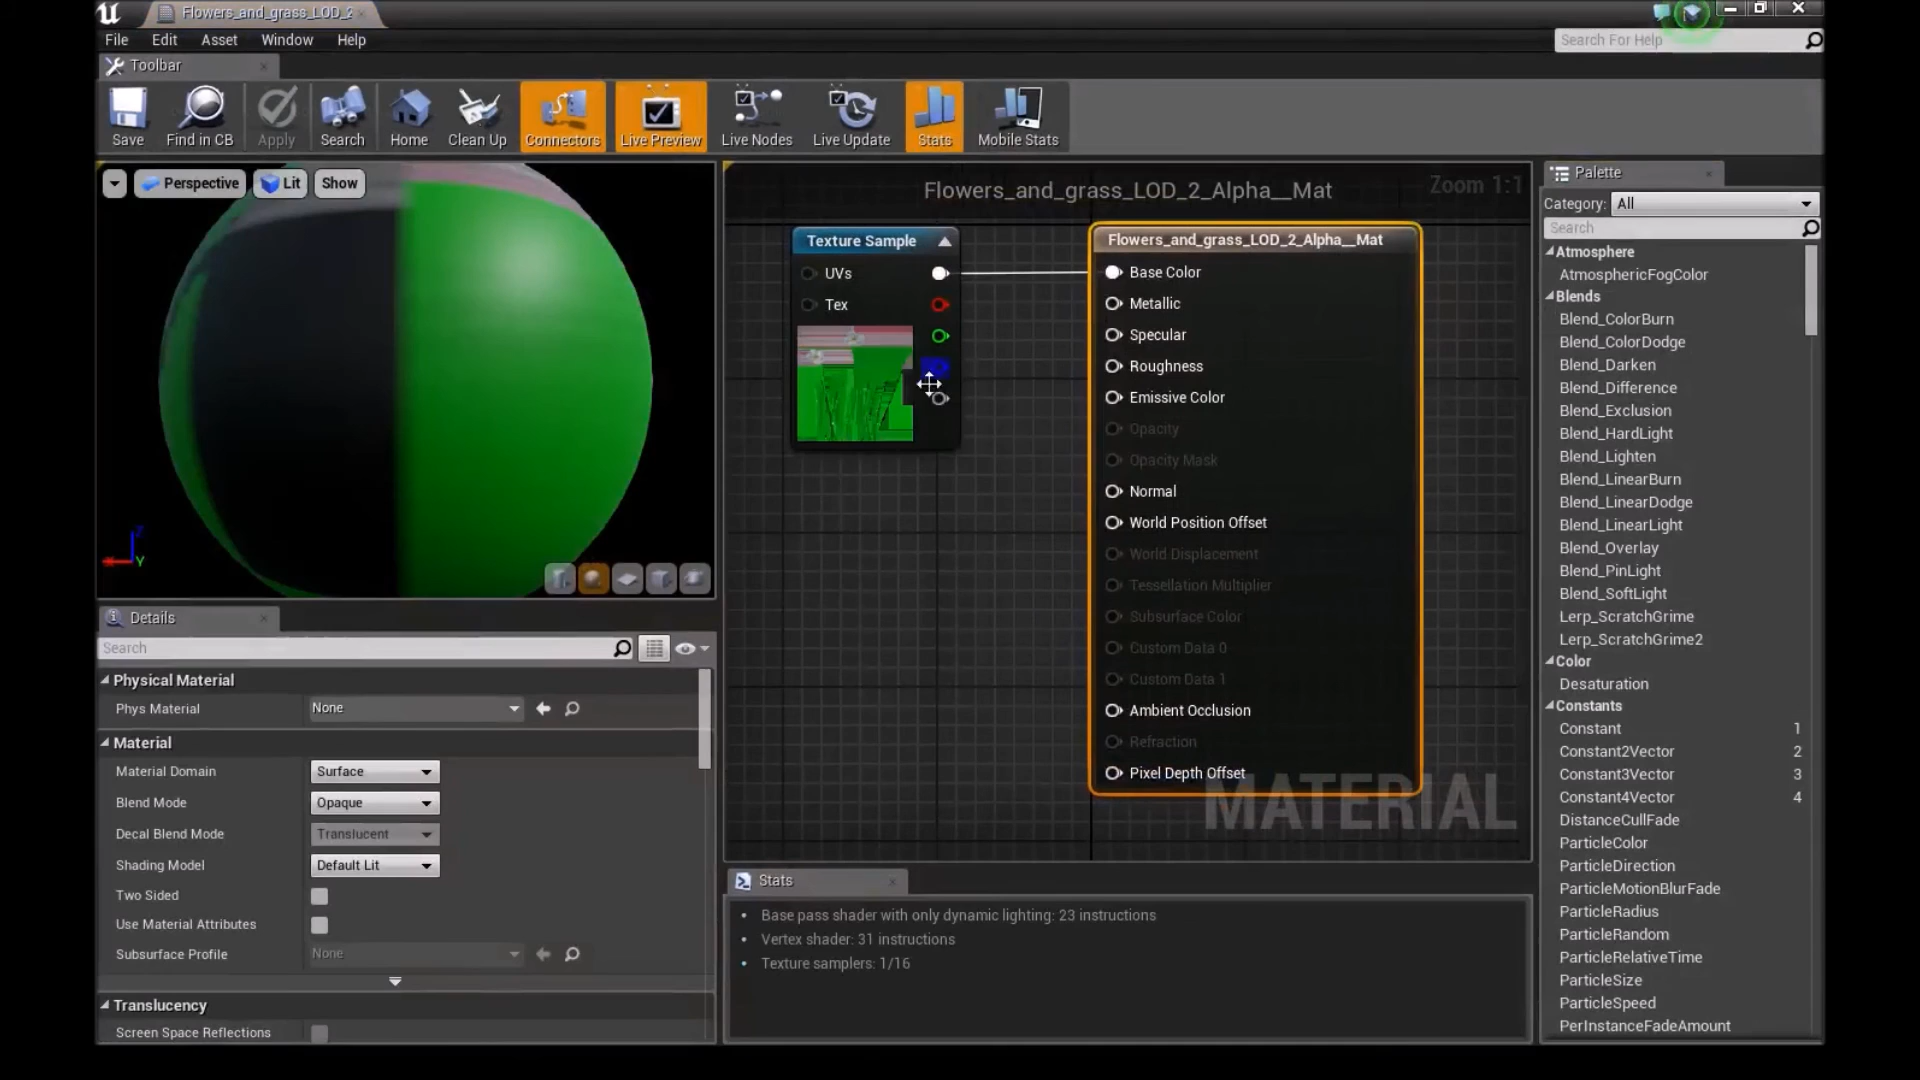 Flowers_and_grass_LOD_2
File Edit Asset Window Help
Search For Help
Toolbar
Save Find in CB Apply Search Home Clean Up Connectors Live Preview Live Nodes Live Update Stats Mobile Stats
Perspective Lit Show
Flowers_and_grass_LOD_2_Alpha__Mat
Zoom 1:1
Texture Sample
UVs
Tex
Flowers_and_grass_LOD_2_Alpha__Mat
Base Color
Metallic
Specular
Roughness
Emissive Color
Opacity
Opacity Mask
Normal
World Position Offset
World Displacement
Tessellation Multiplier
Subsurface Color
Custom Data 0
Custom Data 1
Ambient Occlusion
Refraction
Pixel Depth Offset
MATERIAL
Z
Y
Details
Search
Physical Material
Phys Material None
Material
Material Domain Surface
Blend Mode Opaque
Decal Blend Mode Translucent
Shading Model Default Lit
Two Sided
Use Material Attributes
Subsurface Profile None
Translucency
Screen Space Reflections
Stats
• Base pass shader with only dynamic lighting: 23 instructions
• Vertex shader: 31 instructions
• Texture samplers: 1/16
Palette
Category: All
Search
Atmosphere
AtmosphericFogColor
Blends
Blend_ColorBurn
Blend_ColorDodge
Blend_Darken
Blend_Difference
Blend_Exclusion
Blend_HardLight
Blend_Lighten
Blend_LinearBurn
Blend_LinearDodge
Blend_LinearLight
Blend_Overlay
Blend_PinLight
Blend_SoftLight
Lerp_ScratchGrime
Lerp_ScratchGrime2
Color
Desaturation
Constants
Constant 1
Constant2Vector 2
Constant3Vector 3
Constant4Vector 4
DistanceCullFade
ParticleColor
ParticleDirection
ParticleMotionBlurFade
ParticleRadius
ParticleRandom
ParticleRelativeTime
ParticleSize
ParticleSpeed
PerInstanceFadeAmount